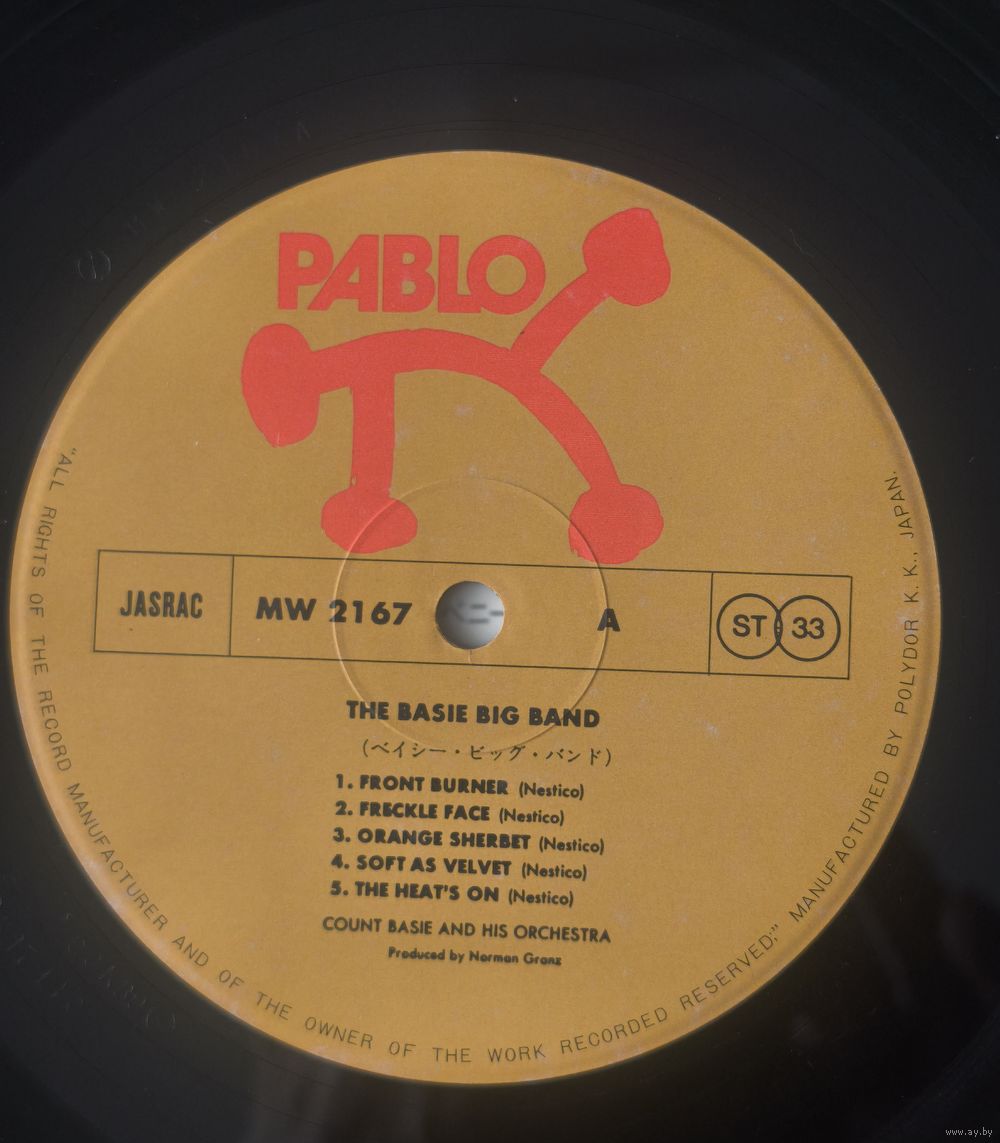 PABLO
JASRAC
MW 2167
A
ST 33
THE BASIE BIG BAND
(ベイシー・ビッグ・バンド)
1. FRONT BURNER (Nestico)
2. FRECKLE FACE (Nestico)
3. ORANGE SHERBET (Nestico)
4. SOFT AS VELVET (Nestico)
5. THE HEAT'S ON (Nestico)
COUNT BASIE AND HIS ORCHESTRA
Produced by Norman Granz
"ALL RIGHTS OF THE RECORD MANUFACTURER AND OF THE OWNER OF THE WORK RECORDED RESERVED;" MANUFACTURED BY POLYDOR K. K., JAPAN.
www.ay.by